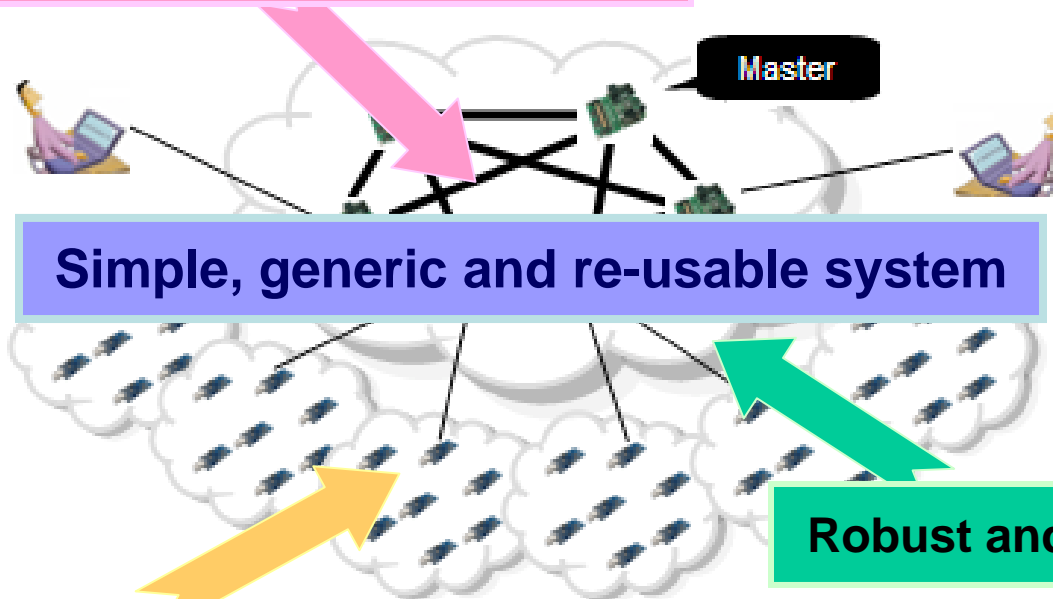 Master
Simple, generic and re-usable system
Robust and